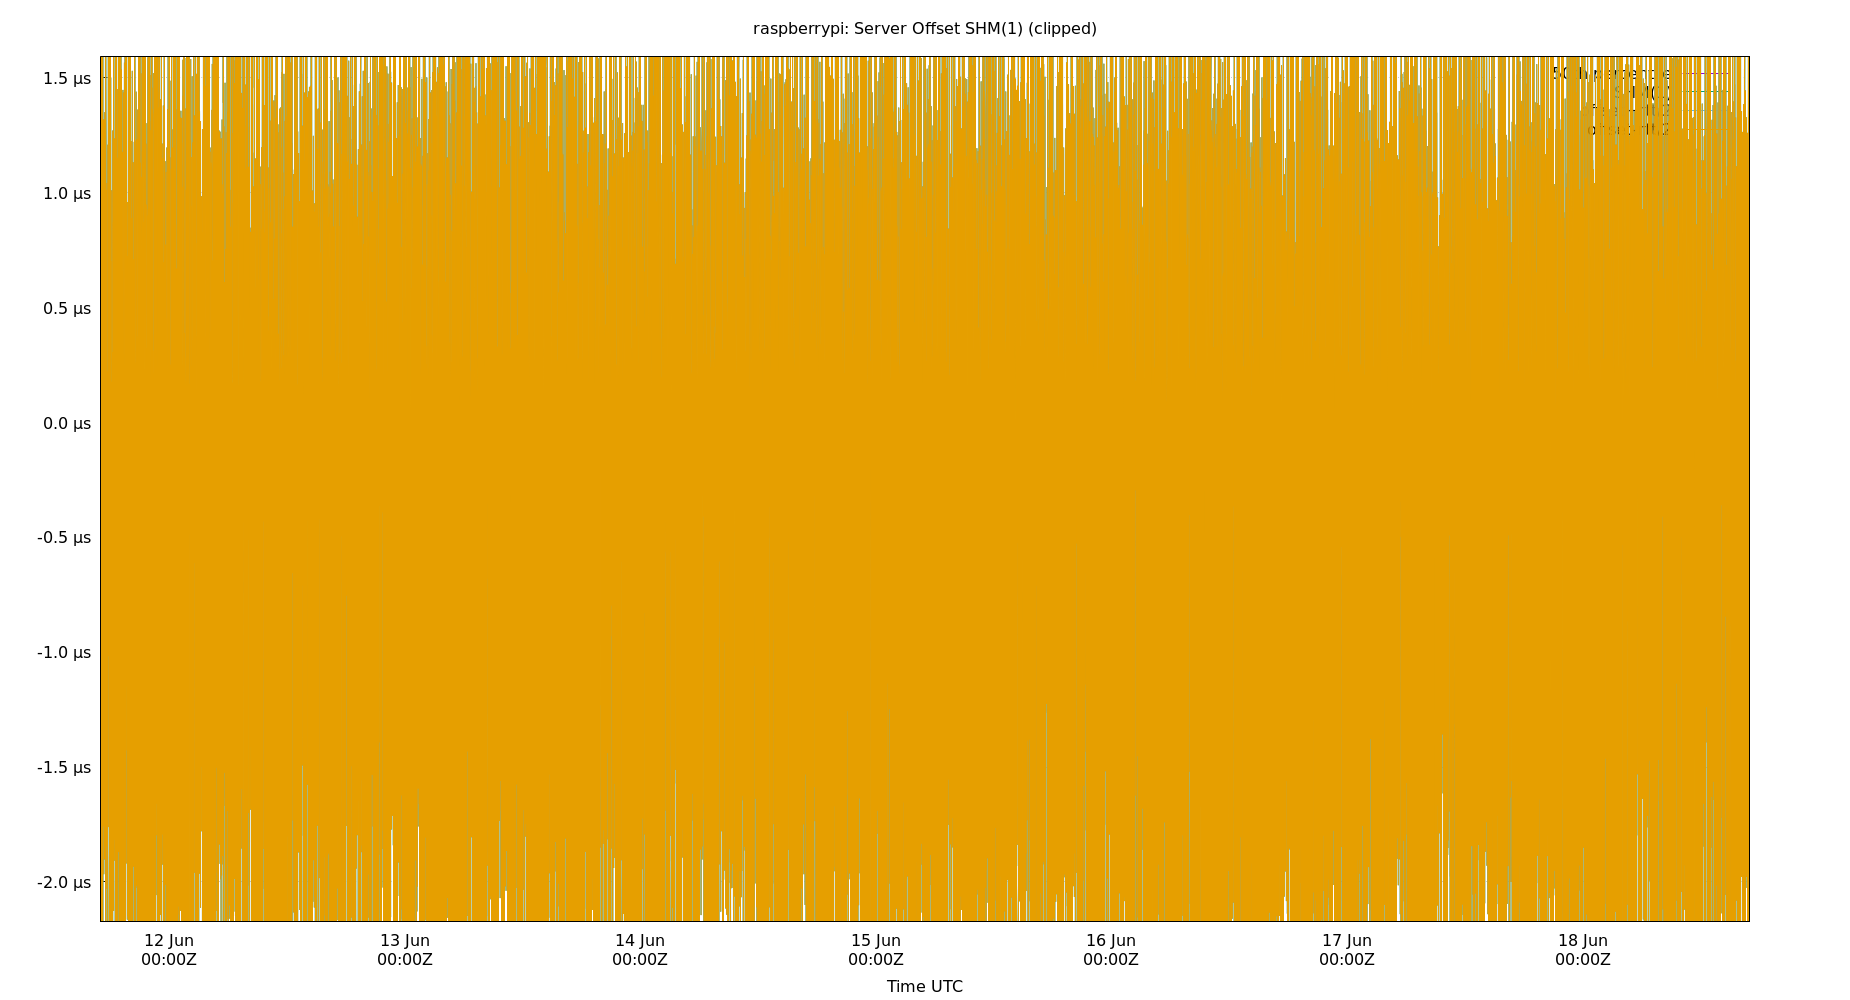 raspberrypi: Server Offset SHM(1) (clipped)
1.5 µs
1.0 µs
0.5 µs
0.0 µs
-0.5 µs
-1.0 µs
-1.5 µs
-2.0 µs
12 Jun 13 Jun 14 Jun 15 Jun 16 Jun 17 Jun 18 Jun
00:00Z 00:00Z 00:00Z 00:00Z 00:00Z 00:00Z 00:00Z
Time UTC